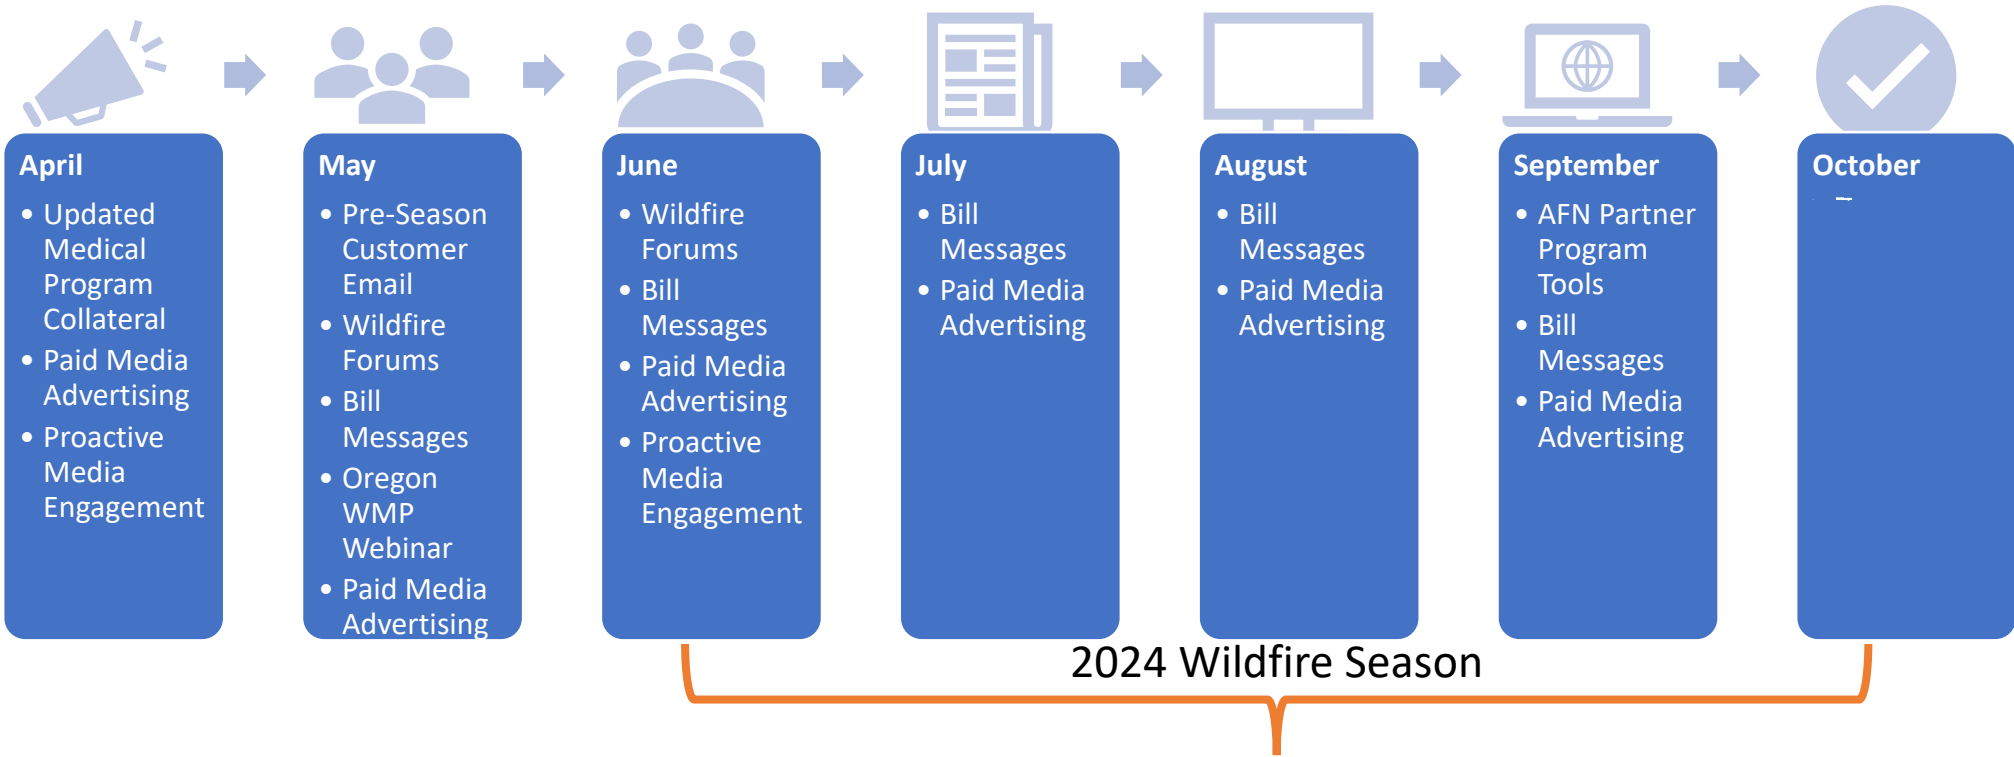 April
• Updated
Medical
Program
Collateral
• Paid Media
Advertising
• Proactive
Media
Engagement
May
• Pre-Season
Customer
Email
• Wildfire
Forums
• Bill
Messages
• Oregon
WMP
Webinar
• Paid Media
Advertising
June
• Wildfire
Forums
• Bill
Messages
• Paid Media
Advertising
• Proactive
Media
Engagement
July
• Bill
Messages
• Paid Media
Advertising
August
• Bill
Messages
• Paid Media
Advertising
September
• AFN Partner
Program
Tools
• Bill
Messages
• Paid Media
Advertising
October
2024 Wildfire Season